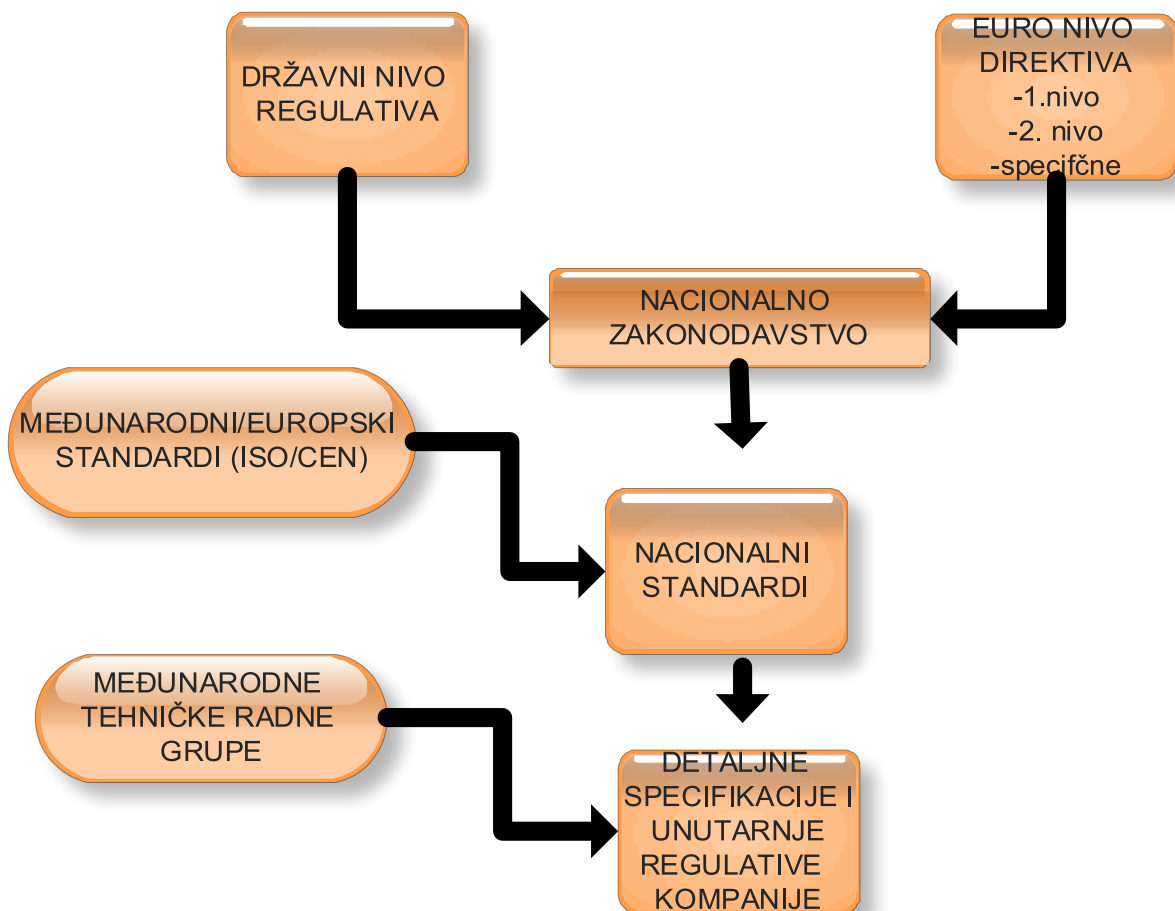 DRŽAVNI NIVO
REGULATIVA
EURO NIVO
DIREKTIVA
-1.nivo
-2. nivo
-specifčne
NACIONALNO
ZAKONODAVSTVO
MEĐUNARODNI/EUROPSKI
STANDARDI (ISO/CEN)
NACIONALNI
STANDARDI
MEĐUNARODNE
TEHNIČKE RADNE
GRUPE
DETALJNE
SPECIFIKACIJE I
UNUTARNJE
REGULATIVE
KOMPANIJE